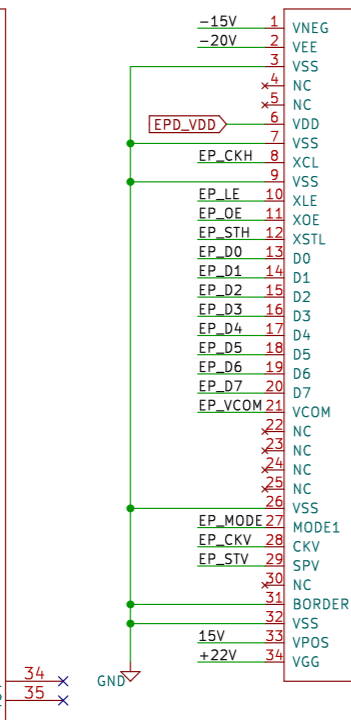 -15V 1 VNEG
-20V 2 VEE
3 VSS
4 NC
5 NC
EPD_VDD 6 VDD
7 VSS
EP_CKH 8 XCL
9 VSS
EP_LE 10 XLE
EP_OE 11 XOE
EP_STH 12 XSTL
EP_D0 13 D0
EP_D1 14 D1
EP_D2 15 D2
EP_D3 16 D3
EP_D4 17 D4
EP_D5 18 D5
EP_D6 19 D6
EP_D7 20 D7
EP_VCOM 21 VCOM
22 NC
23 NC
24 NC
25 NC
26 VSS
EP_MODE 27 MODE1
EP_CKV 28 CKV
EP_STV 29 SPV
30 NC
31 BORDER
32 VSS
15V 33 VPOS
+22V 34 VGG
34 GND
35